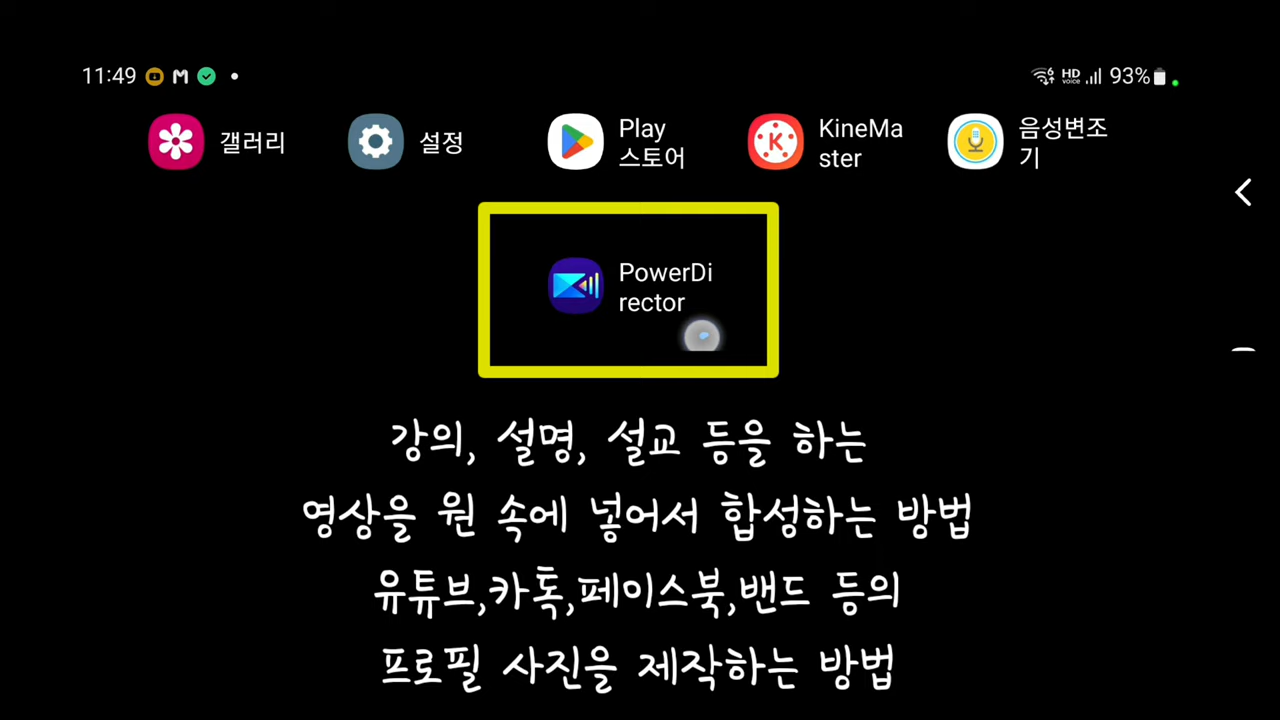 11:49
HD voice 93%
갤러리
설정
Play
스토어
KineMa
ster
음성변조
기
PowerDi
rector
강의, 설명, 설교 등을 하는
영상을 원 속에 넣어서 합성하는 방법
유튜브,카톡,페이스북,밴드 등의
프로필 사진을 제작하는 방법